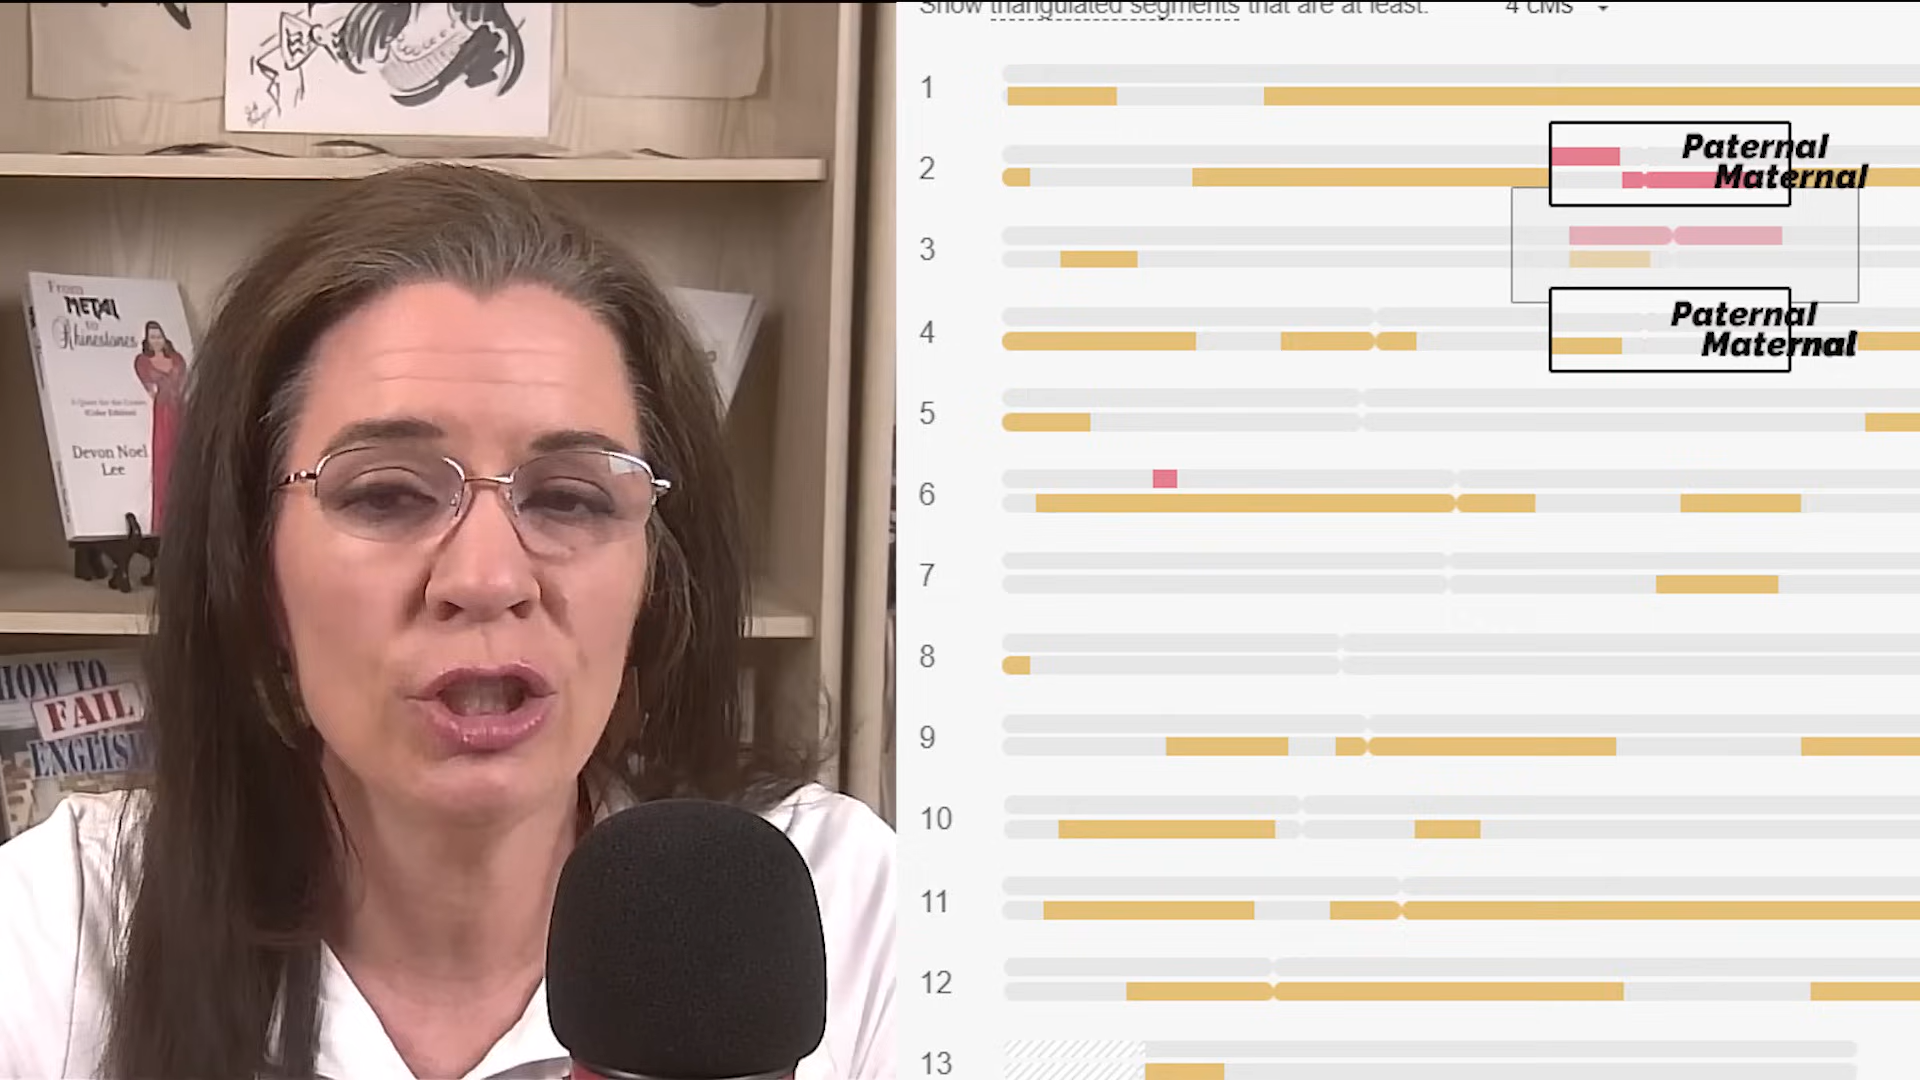 Show triangulated segments that are at least: 4 cMs
1
Paternal
2
Maternal
3
Paternal
4
Maternal
5
6
7
8
9
10
11
12
13
From
METAL
to
Rhinestones
Devon Noel
Lee
HOW TO
FAIL
ENGLISH